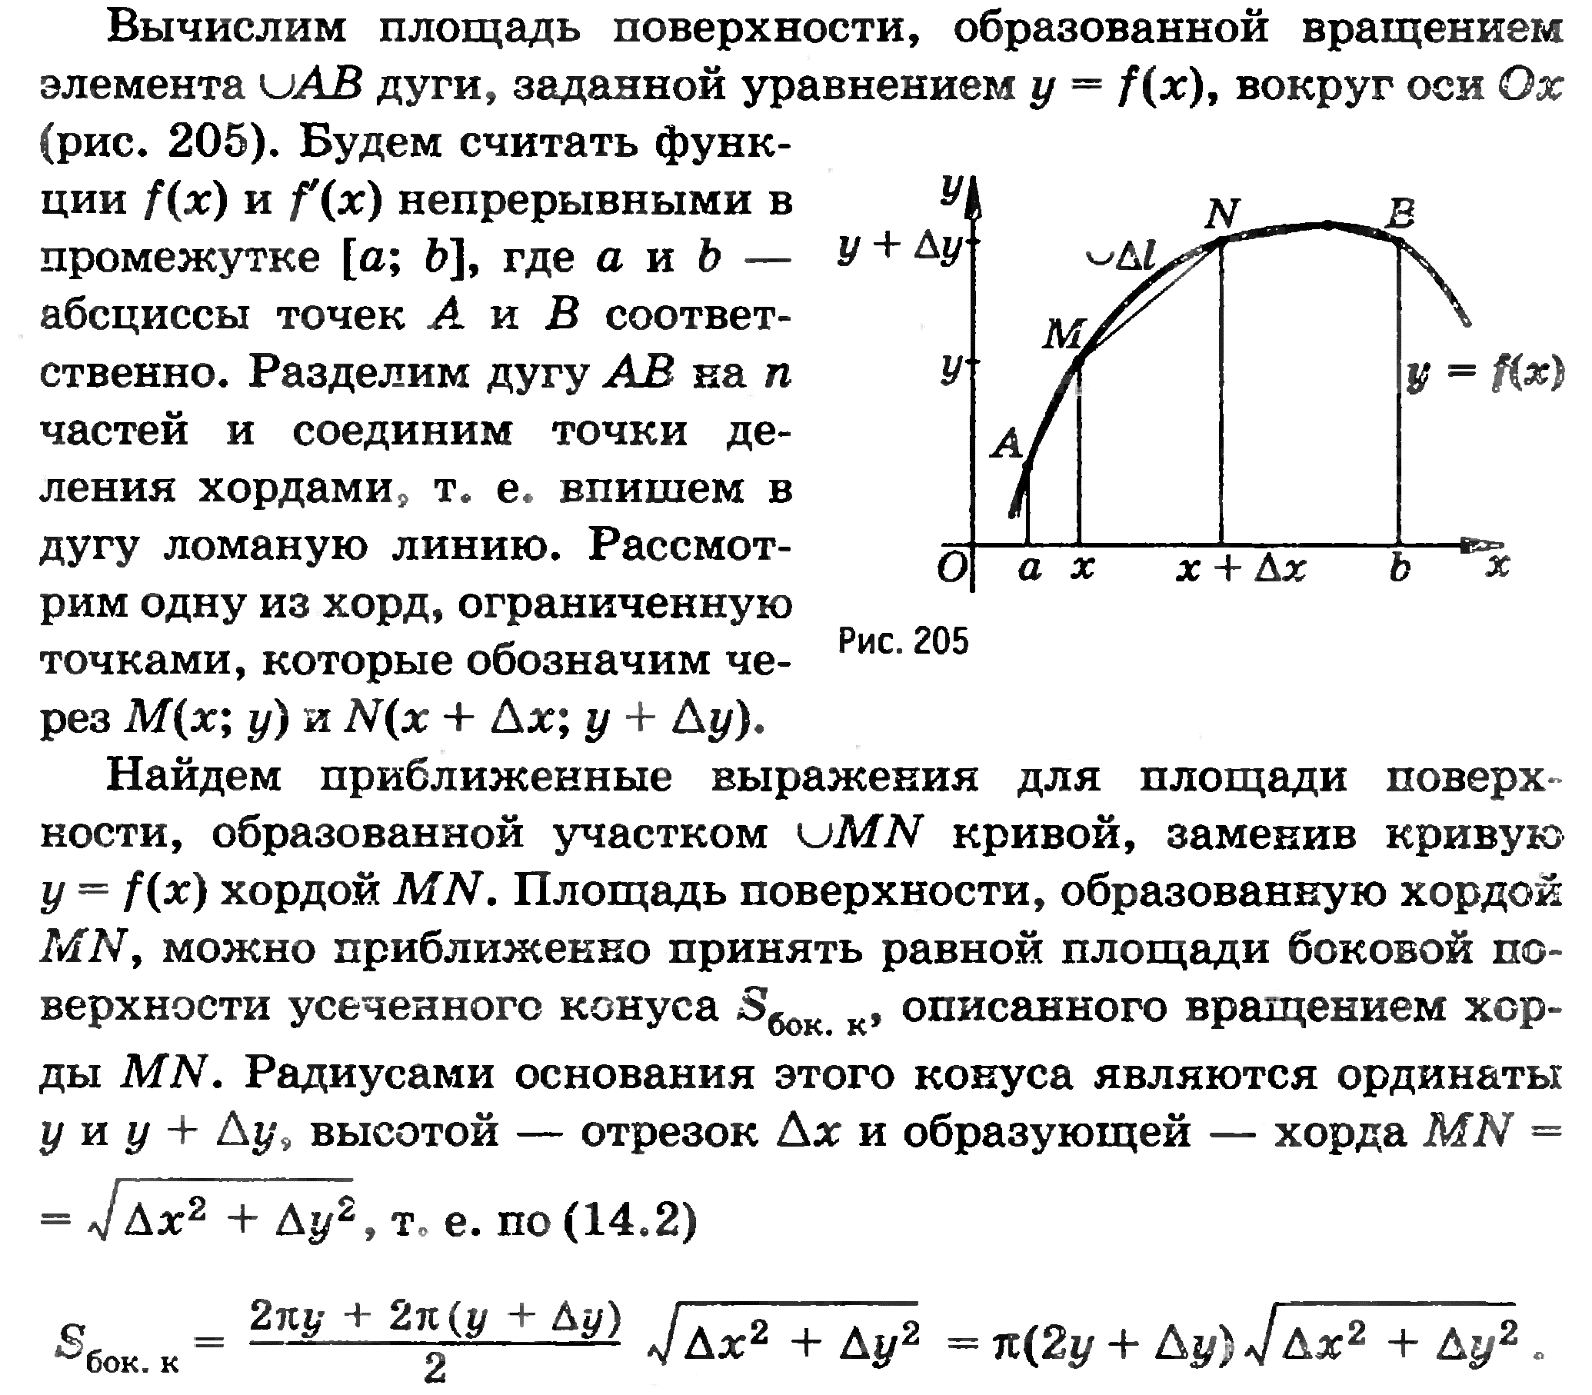 Вычислим площадь поверхности, образованной вращением
элемента ∪AB дуги, заданной уравнением y = f(x), вокруг оси Ox
(рис. 205). Будем считать функ-
ции f(x) и f′(x) непрерывными в
промежутке [a; b], где a и b —
абсциссы точек A и B соответ-
ственно. Разделим дугу AB на n
частей и соединим точки де-
ления хордами, т. е. впишем в
дугу ломаную линию. Рассмот-
рим одну из хорд, ограниченную
точками, которые обозначим че-
рез M(x; y) и N(x + Δx; y + Δy).
y
y + Δy
∪Δl
N
B
M
y
y = f(x)
A
O
a
x
x + Δx
b
x
Рис. 205
Найдем приближенные выражения для площади поверх-
ности, образованной участком ∪MN кривой, заменив кривую
y = f(x) хордой MN. Площадь поверхности, образованную хордой
MN, можно приближенно принять равной площади боковой по-
верхности усеченного конуса S_{бок. к}, описанного вращением хор-
ды MN. Радиусами основания этого конуса являются ординаты
y и y + Δy, высотой — отрезок Δx и образующей — хорда MN =
= √(Δx² + Δy²), т. е. по (14.2)
S_{бок. к} = (2πy + 2π(y + Δy))/2 √(Δx² + Δy²) = π(2y + Δy)√(Δx² + Δy²).